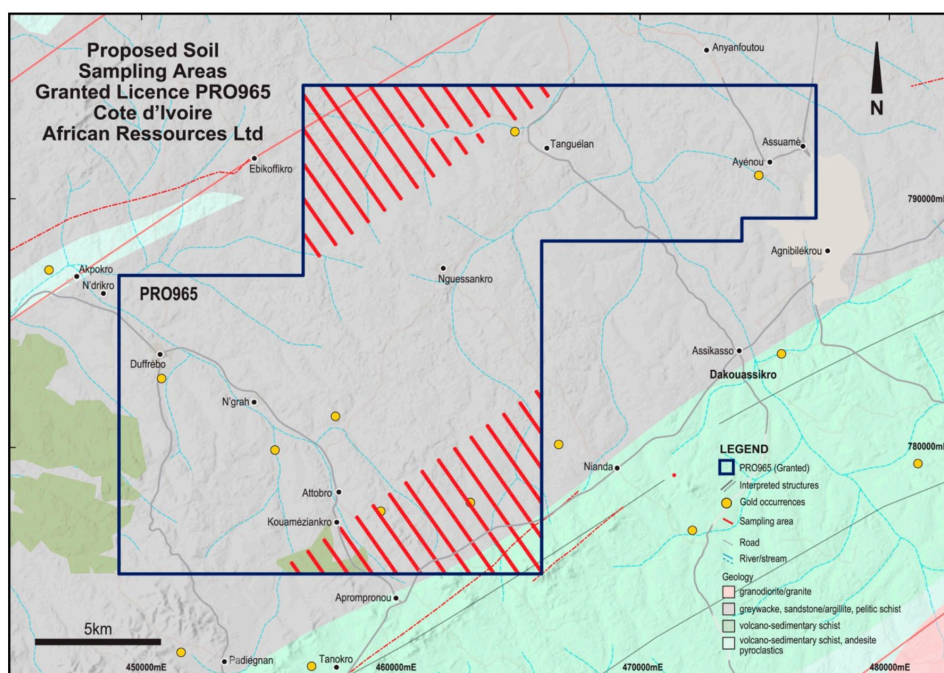 Proposed Soil
Sampling Areas
Granted Licence PRO965
Cote d'Ivoire
African Ressources Ltd
Anyanfoutou
N
Ebikoffikro
Tanguélan
Assuamé
Ayénou
790000mN
Akpokro
N'drikro
PRO965
Nguessankro
Agnibilékrou
Duffrébo
Assikasso
Dakouassikro
N'grah
Attobro
Kouaméziankro
Nianda
780000mN
Aprompronou
Padiégnan
Tanokro
5km
450000mE
460000mE
470000mE
480000mE
LEGEND
PRO965 (Granted)
Interpreted structures
Gold occurrences
Sampling area
Road
River/stream
Geology
granodiorite/granite
greywacke, sandstone/argillite, pelitic schist
volcano-sedimentary schist
volcano-sedimentary schist, andesite
pyroclastics